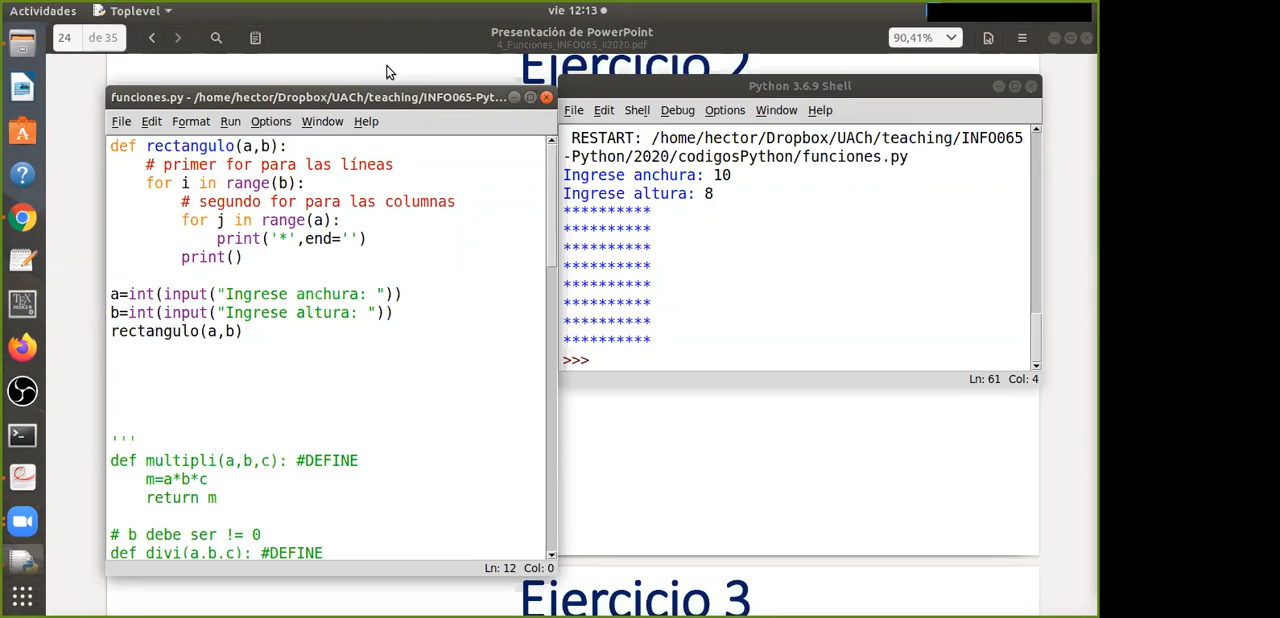 Actividades Toplevel vie 12:13
24 de 35 Presentación de PowerPoint 90,41%
4_Funciones_INFO065_II2020.pdf
Ejercicio 2
funciones.py - /home/hector/Dropbox/UACh/teaching/INFO065-Pyt...
File Edit Format Run Options Window Help
def rectangulo(a,b):
# primer for para las líneas
for i in range(b):
# segundo for para las columnas
for j in range(a):
print('*',end='')
print()
a=int(input("Ingrese anchura: "))
b=int(input("Ingrese altura: "))
rectangulo(a,b)
'''
def multipli(a,b,c): #DEFINE
m=a*b*c
return m
# b debe ser != 0
def divi(a,b,c): #DEFINE
Ln: 12 Col: 0
Python 3.6.9 Shell
File Edit Shell Debug Options Window Help
RESTART: /home/hector/Dropbox/UACh/teaching/INFO065
-Python/2020/codigosPython/funciones.py
Ingrese anchura: 10
Ingrese altura: 8
**********
**********
**********
**********
**********
**********
**********
**********
>>>
Ln: 61 Col: 4
Ejercicio 3